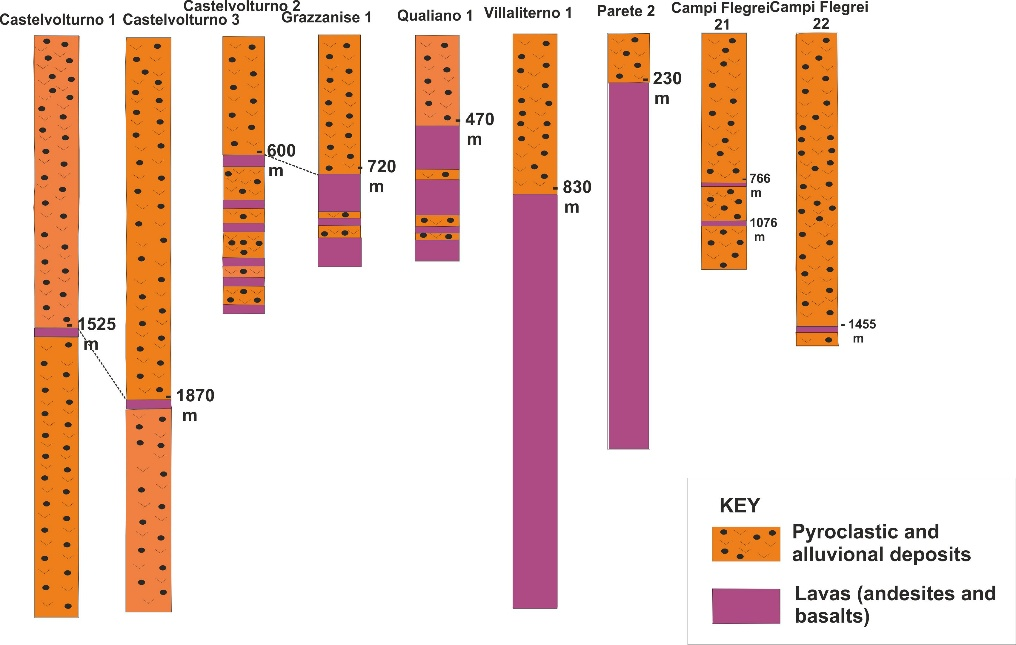 Castelvolturno 1
Castelvolturno 3
Castelvolturno 2
Grazzanise 1
Qualiano 1
Villaliterno 1
Parete 2
Campi Flegrei
21
Campi Flegrei
22
1525
m
1870
m
600
m
720
m
470
m
830
m
230
m
766
m
1076
m
1455
m
KEY
Pyroclastic and
alluvional deposits
Lavas (andesites and
basalts)